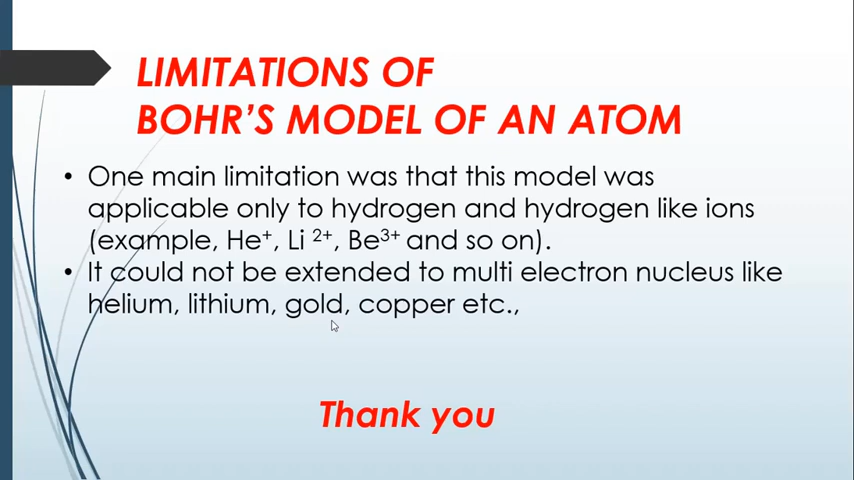 LIMITATIONS OF
BOHR'S MODEL OF AN ATOM
• One main limitation was that this model was
applicable only to hydrogen and hydrogen like ions
(example, He⁺, Li ²⁺, Be³⁺ and so on).
• It could not be extended to multi electron nucleus like
helium, lithium, gold, copper etc.,
Thank you